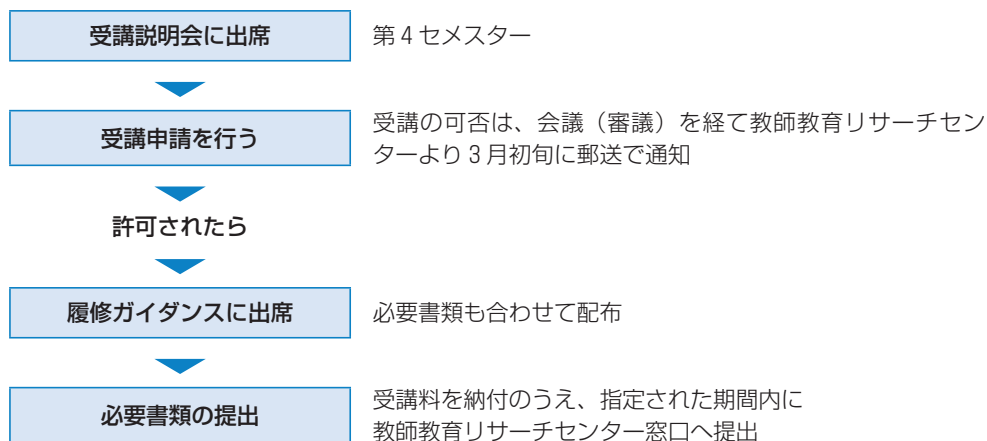 受講説明会に出席
第4セメスター
受講申請を行う
受講の可否は、会議（審議）を経て教師教育リサーチセン
ターより3月初旬に郵送で通知
許可されたら
履修ガイダンスに出席
必要書類も合わせて配布
必要書類の提出
受講料を納付のうえ、指定された期間内に
教師教育リサーチセンター窓口へ提出